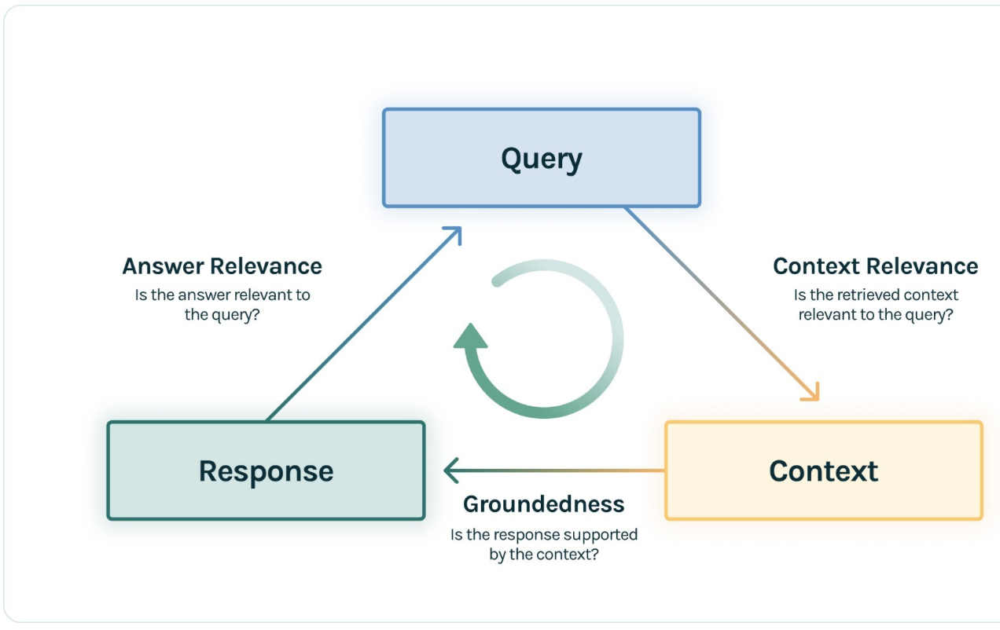 Query
Answer Relevance
Is the answer relevant to
the query?
Context Relevance
Is the retrieved context
relevant to the query?
Response
Context
Groundedness
Is the response supported
by the context?